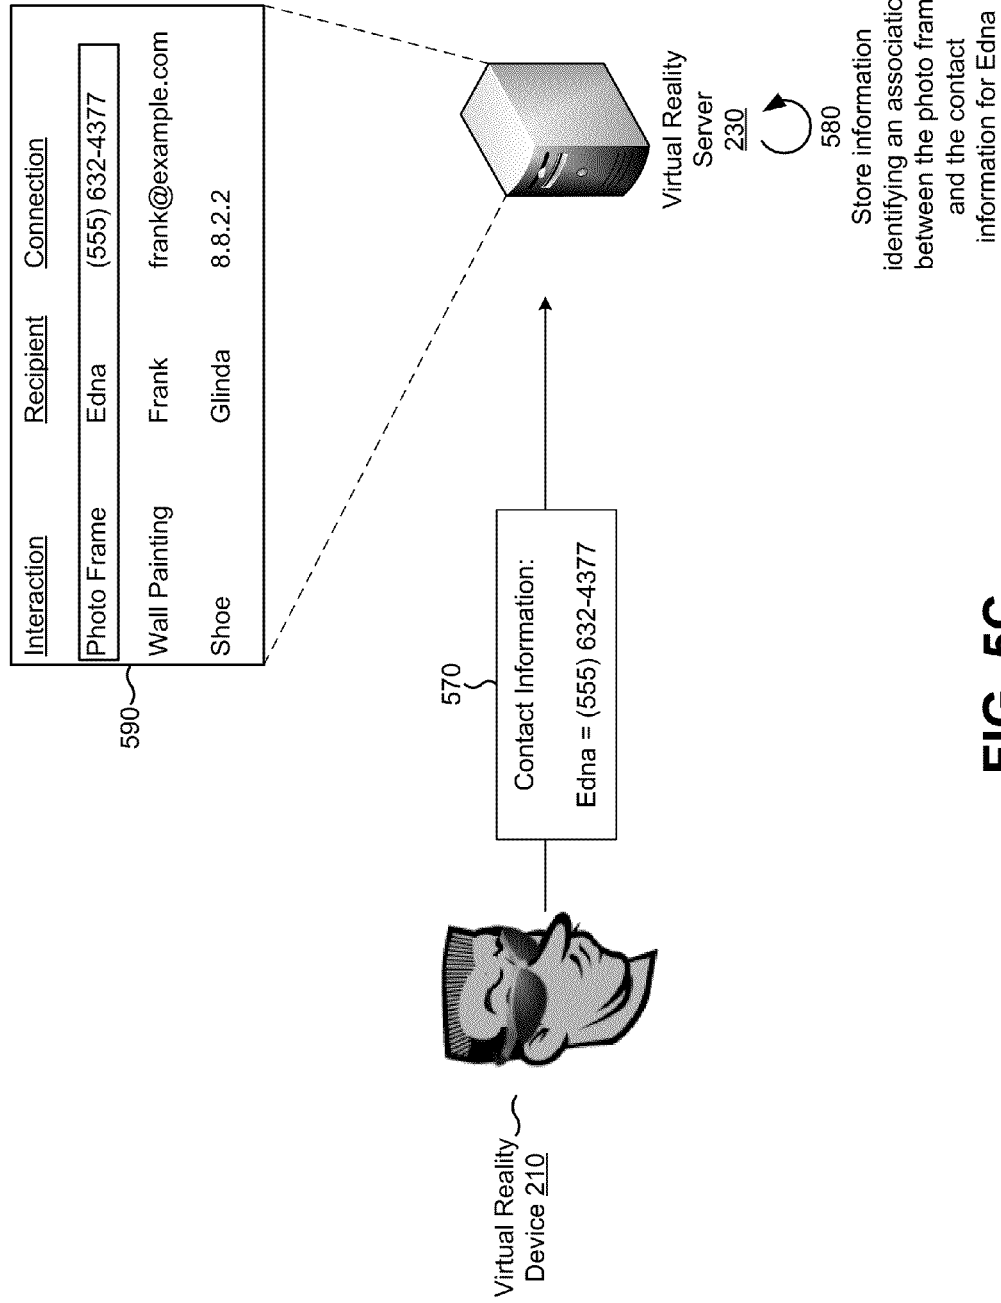 Interaction Recipient Connection
Photo Frame Edna (555) 632-4377
Wall Painting Frank frank@example.com
Shoe Glinda 8.8.2.2
590
570
Contact Information:
Edna = (555) 632-4377
Virtual Reality
Device 210
Virtual Reality
Server
230
580
Store information
identifying an associatio
between the photo fram
and the contact
information for Edna
FIG. 5C